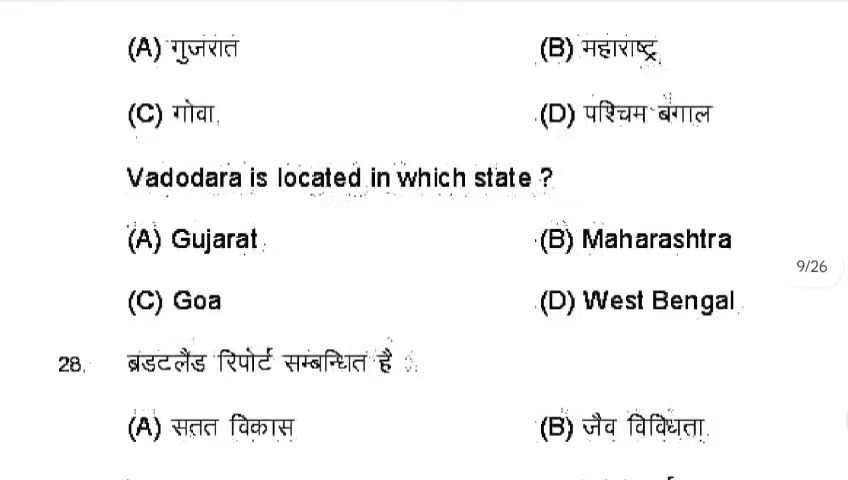 (A) गुजरात (B) महाराष्ट्र
(C) गोवा (D) पश्चिम बंगाल
Vadodara is located in which state ?
(A) Gujarat (B) Maharashtra
9/26
(C) Goa (D) West Bengal
28. ब्रंडटलैंड रिपोर्ट सम्बन्धित है
(A) सतत विकास (B) जैव विविधता